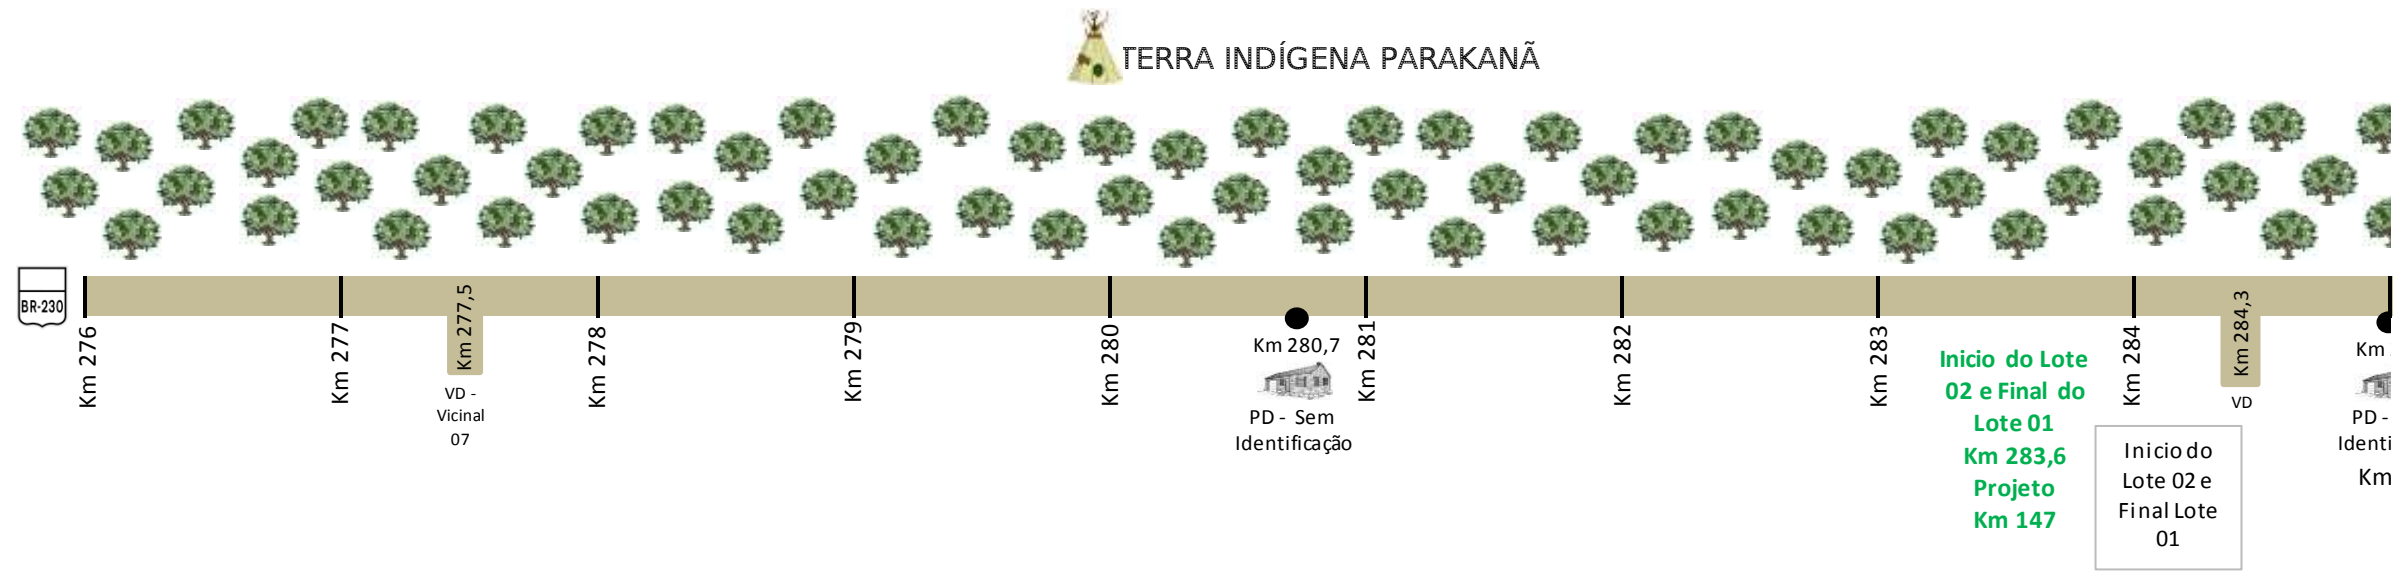 TERRA INDÍGENA PARAKANÃ
BR-230
Km 276
Km 277
Km 277,5
VD -
Vicinal
07
Km 278
Km 279
Km 280
Km 280,7
PD - Sem
Identificação
Km 281
Km 282
Km 283
Inicio do Lote
02 e Final do
Lote 01
Km 283,6
Projeto
Km 147
Km 284
Inicio do
Lote 02 e
Final Lote
01
Km 284,3
VD
Km
PD -
Identi
Km